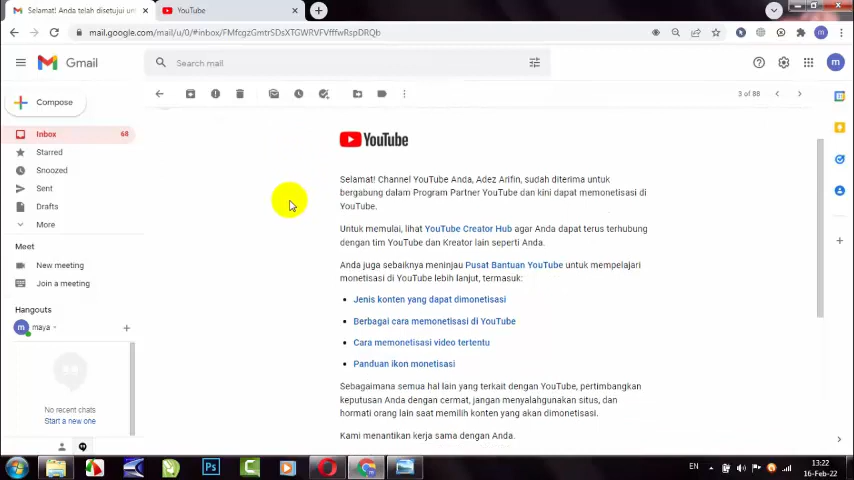 Selamat! Anda telah disetujui un
YouTube
mail.google.com/mail/u/0/#inbox/FMfcgzGmtrSDsXTGWRVFVfffwRspDRQb
Gmail
Search mail
m
Compose
3 of 88
Inbox 68
Starred
Snoozed
Sent
Drafts
More
Meet
New meeting
Join a meeting
Hangouts
m maya
No recent chats
Start a new one
YouTube
Selamat! Channel YouTube Anda, Adez Arifin, sudah diterima untuk
bergabung dalam Program Partner YouTube dan kini dapat memonetisasi di
YouTube.
Untuk memulai, lihat YouTube Creator Hub agar Anda dapat terus terhubung
dengan tim YouTube dan Kreator lain seperti Anda.
Anda juga sebaiknya meninjau Pusat Bantuan YouTube untuk mempelajari
monetisasi di YouTube lebih lanjut, termasuk:
• Jenis konten yang dapat dimonetisasi
• Berbagai cara memonetisasi di YouTube
• Cara memonetisasi video tertentu
• Panduan ikon monetisasi
Sebagaimana semua hal lain yang terkait dengan YouTube, pertimbangkan
keputusan Anda dengan cermat, jangan menyalahgunakan situs, dan
hormati orang lain saat memilih konten yang akan dimonetisasi.
Kami menantikan kerja sama dengan Anda.
Ps
EN
13:22
16-Feb-22